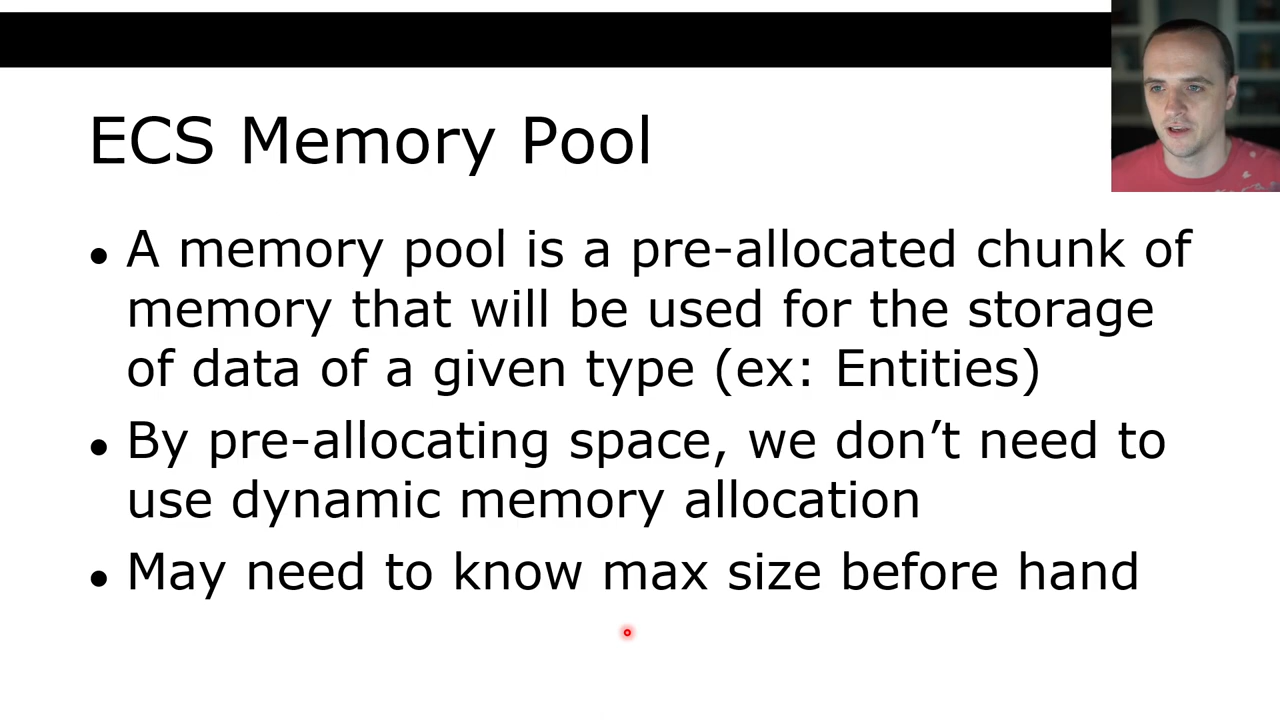 ECS Memory Pool
• A memory pool is a pre-allocated chunk of
memory that will be used for the storage
of data of a given type (ex: Entities)
• By pre-allocating space, we don’t need to
use dynamic memory allocation
• May need to know max size before hand